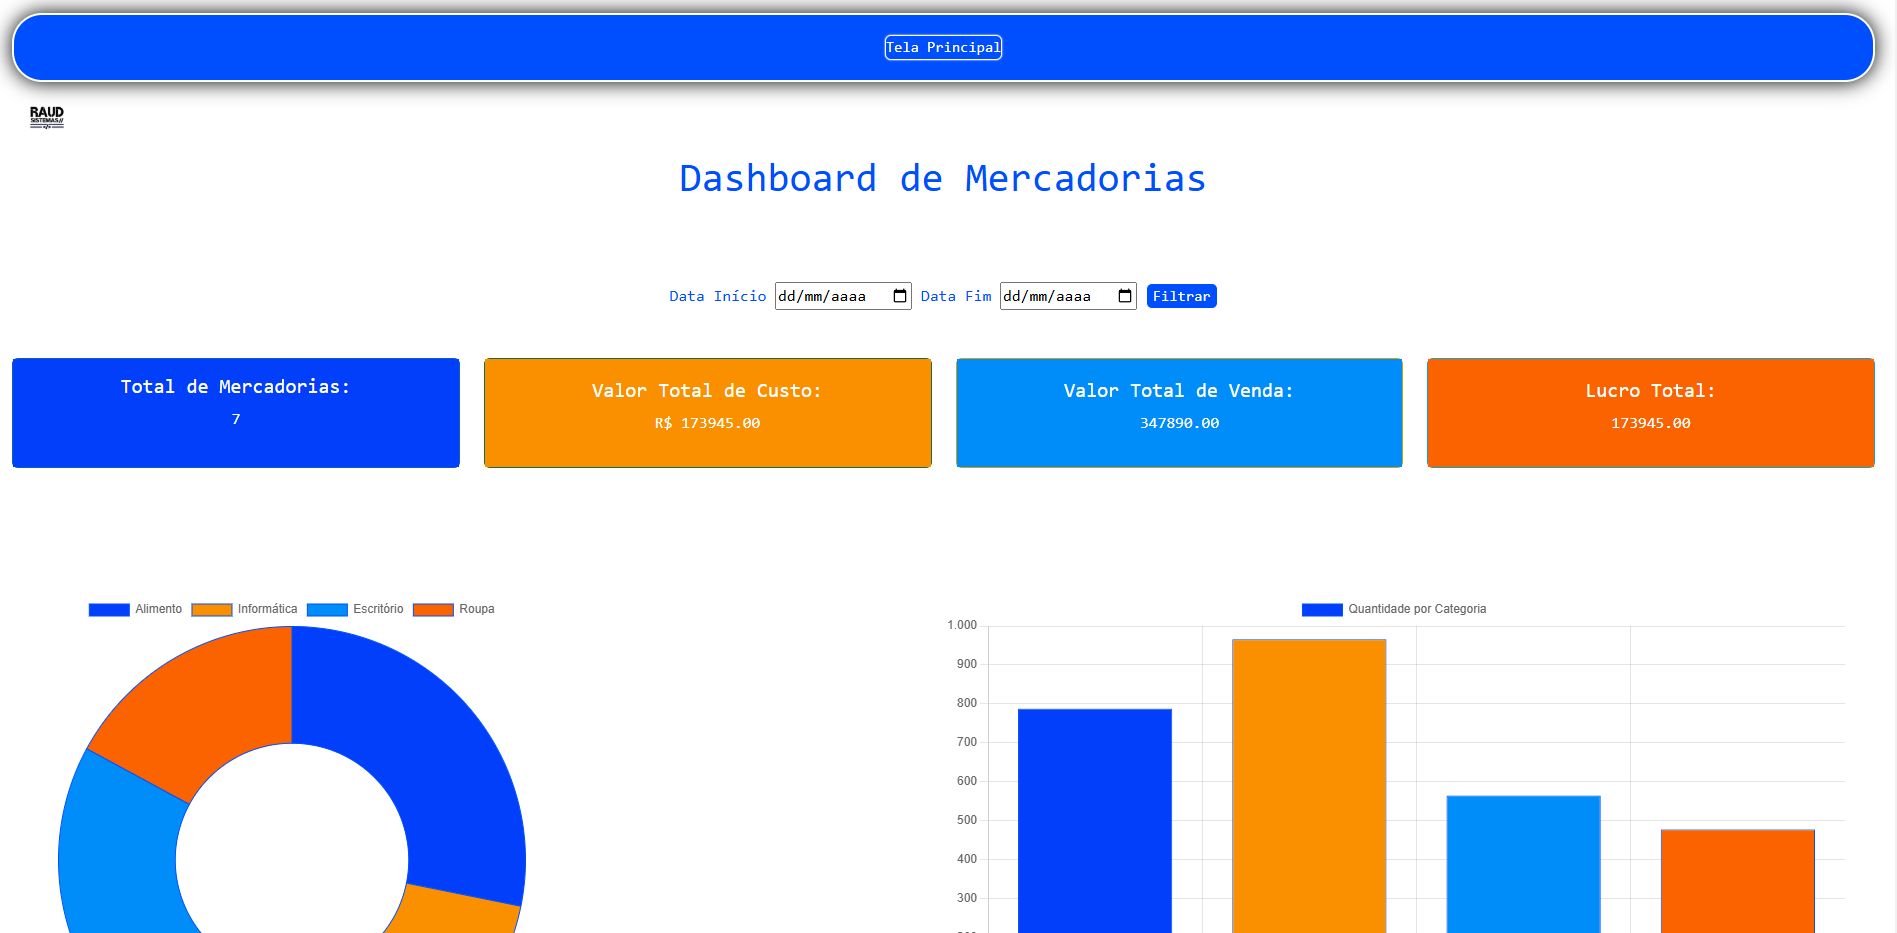 Tela Principal
RAUD
SISTEMAS//
Dashboard de Mercadorias
Data Início dd/mm/aaaa Data Fim dd/mm/aaaa Filtrar
Total de Mercadorias:
7
Valor Total de Custo:
R$ 173945.00
Valor Total de Venda:
347890.00
Lucro Total:
173945.00
Alimento Informática Escritório Roupa
Quantidade por Categoria
1.000
900
800
700
600
500
400
300